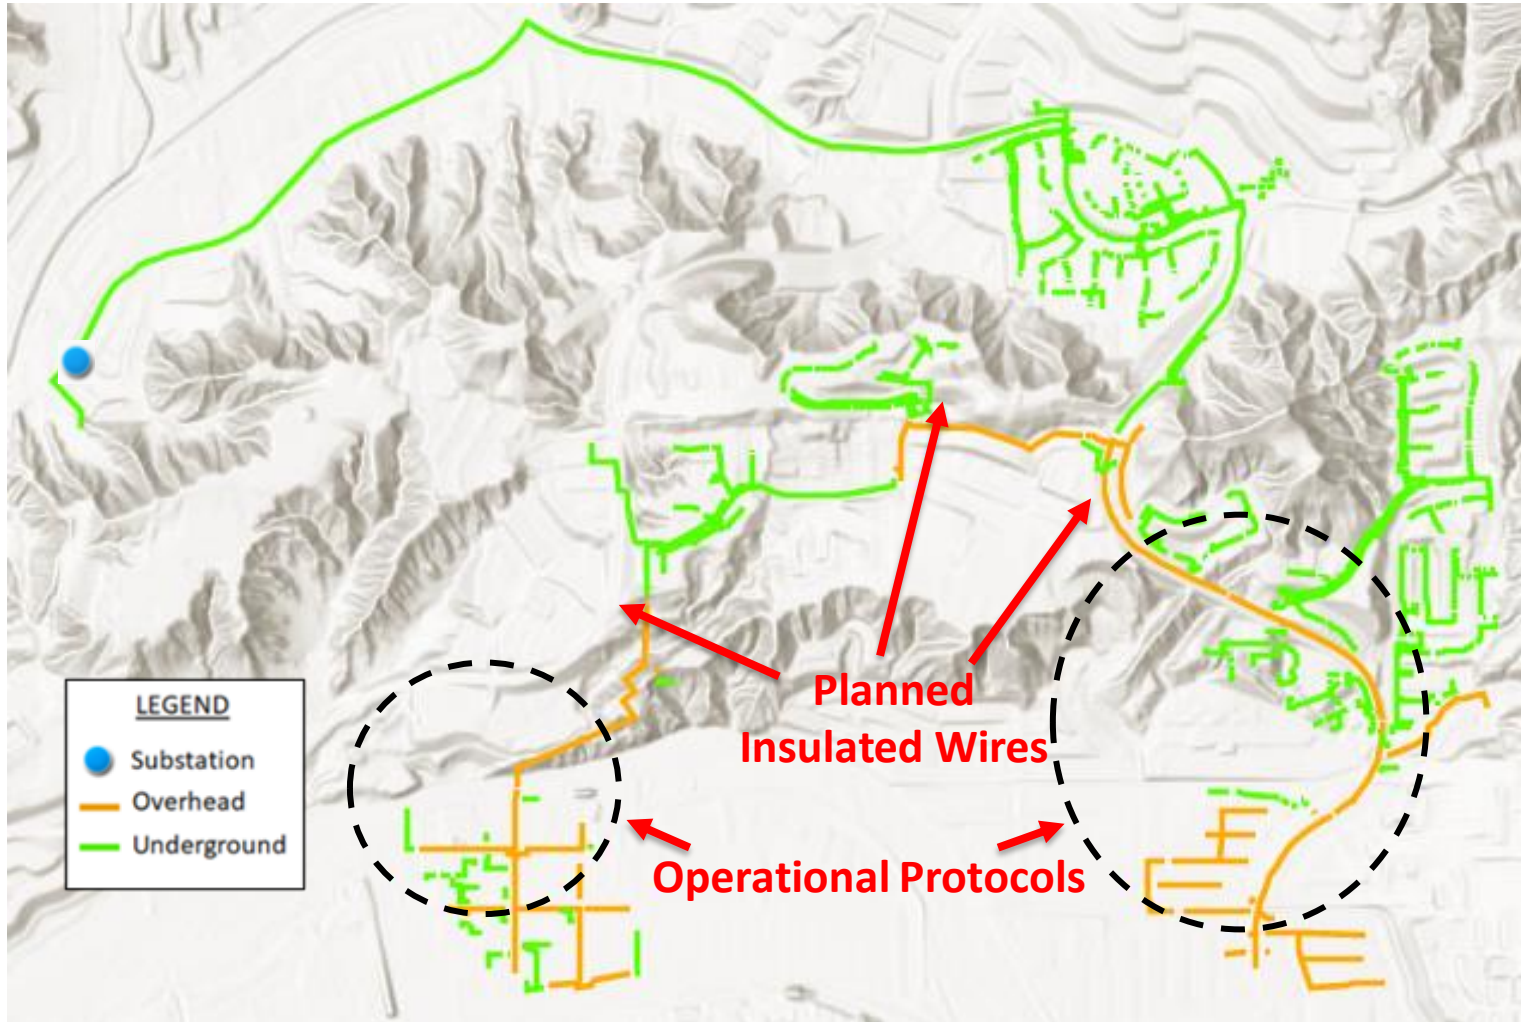 Planned
Insulated Wires
Operational Protocols
LEGEND
Substation
Overhead
Underground